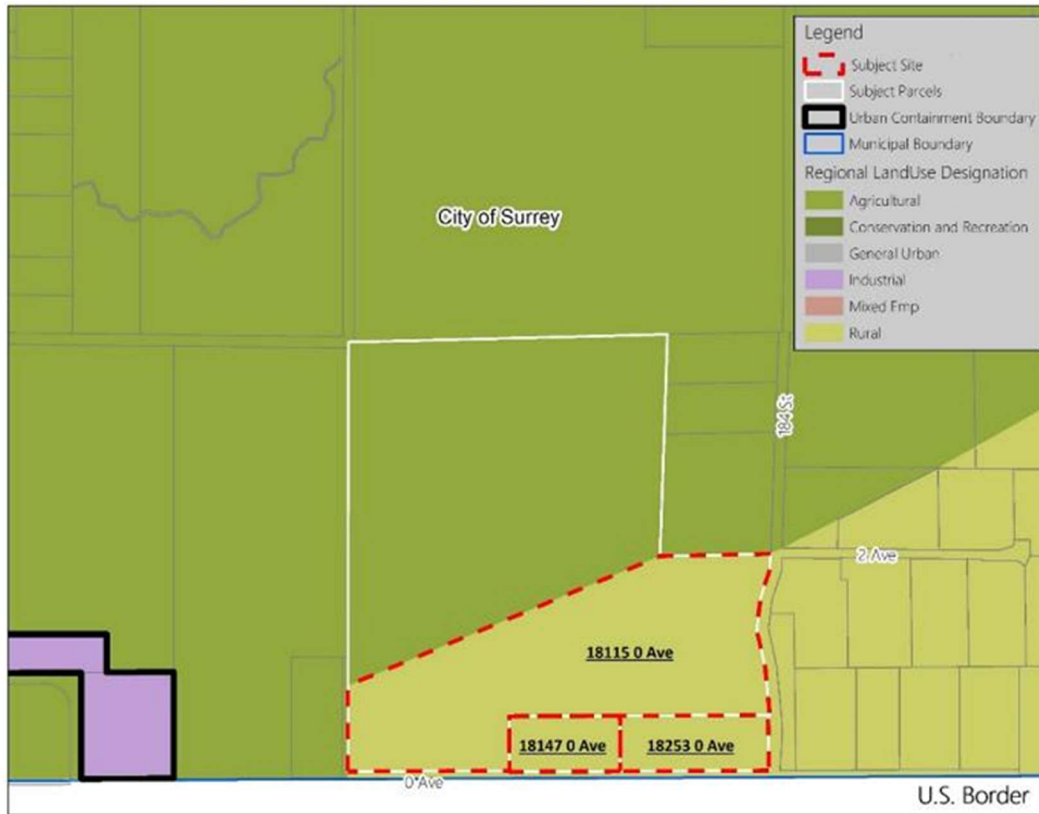 Legend
Subject Site
Subject Parcels
Urban Containment Boundary
Municipal Boundary
Regional LandUse Designation
Agricultural
Conservation and Recreation
General Urban
Industrial
Mixed Emp
Rural
City of Surrey
184 St
2 Ave
18115 0 Ave
18147 0 Ave
18253 0 Ave
0 Ave
U.S. Border